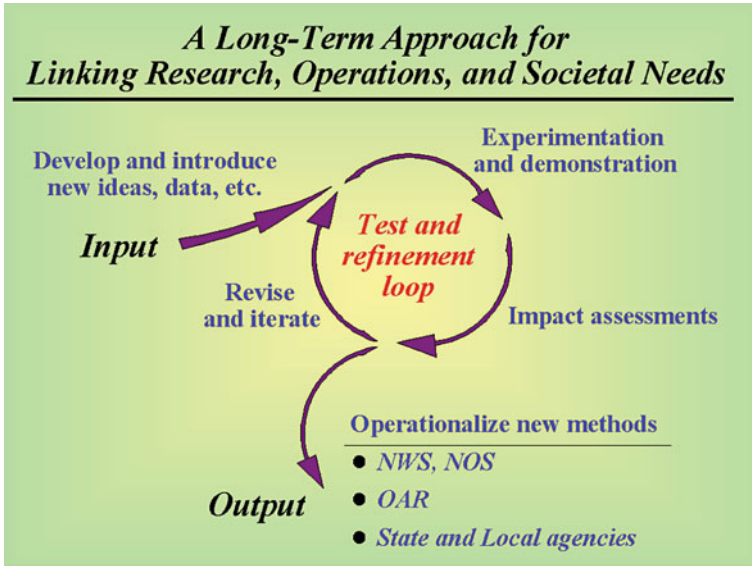 A Long-Term Approach for
Linking Research, Operations, and Societal Needs
Experimentation
and demonstration
Develop and introduce
new ideas, data, etc.
Input
Test and
refinement
loop
Revise
and iterate
Impact assessments
Operationalize new methods
● NWS, NOS
Output
● OAR
● State and Local agencies